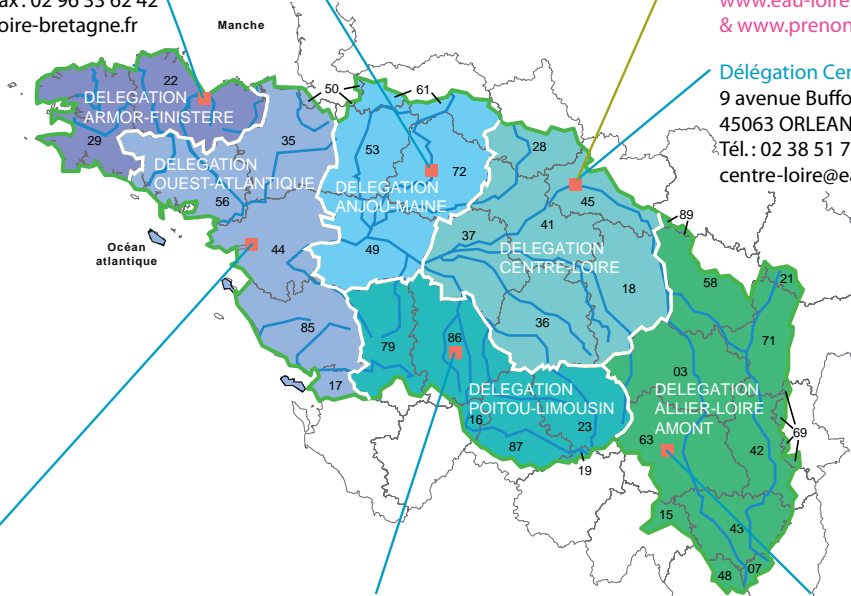 ax : 02 96 33 62 42
oire-bretagne.fr
Manche
www.eau-loire
& www.prenon
Délégation Cen
9 avenue Buffo
45063 ORLEAN
Tél. : 02 38 51 7
centre-loire@ea
22
DELEGATION
ARMOR-FINISTERE
29
50
61
35
53
72
28
DELEGATION
OUEST-ATLANTIQUE
56
DELEGATION
ANJOU-MAINE
45
89
Océan
atlantique
44
49
37
41
DELEGATION
CENTRE-LOIRE
18
36
58
21
71
85
17
79
86
DELEGATION
POITOU-LIMOUSIN
16
87
23
19
03
DELEGATION
ALLIER-LOIRE
AMONT
63
69
42
15
43
48
07